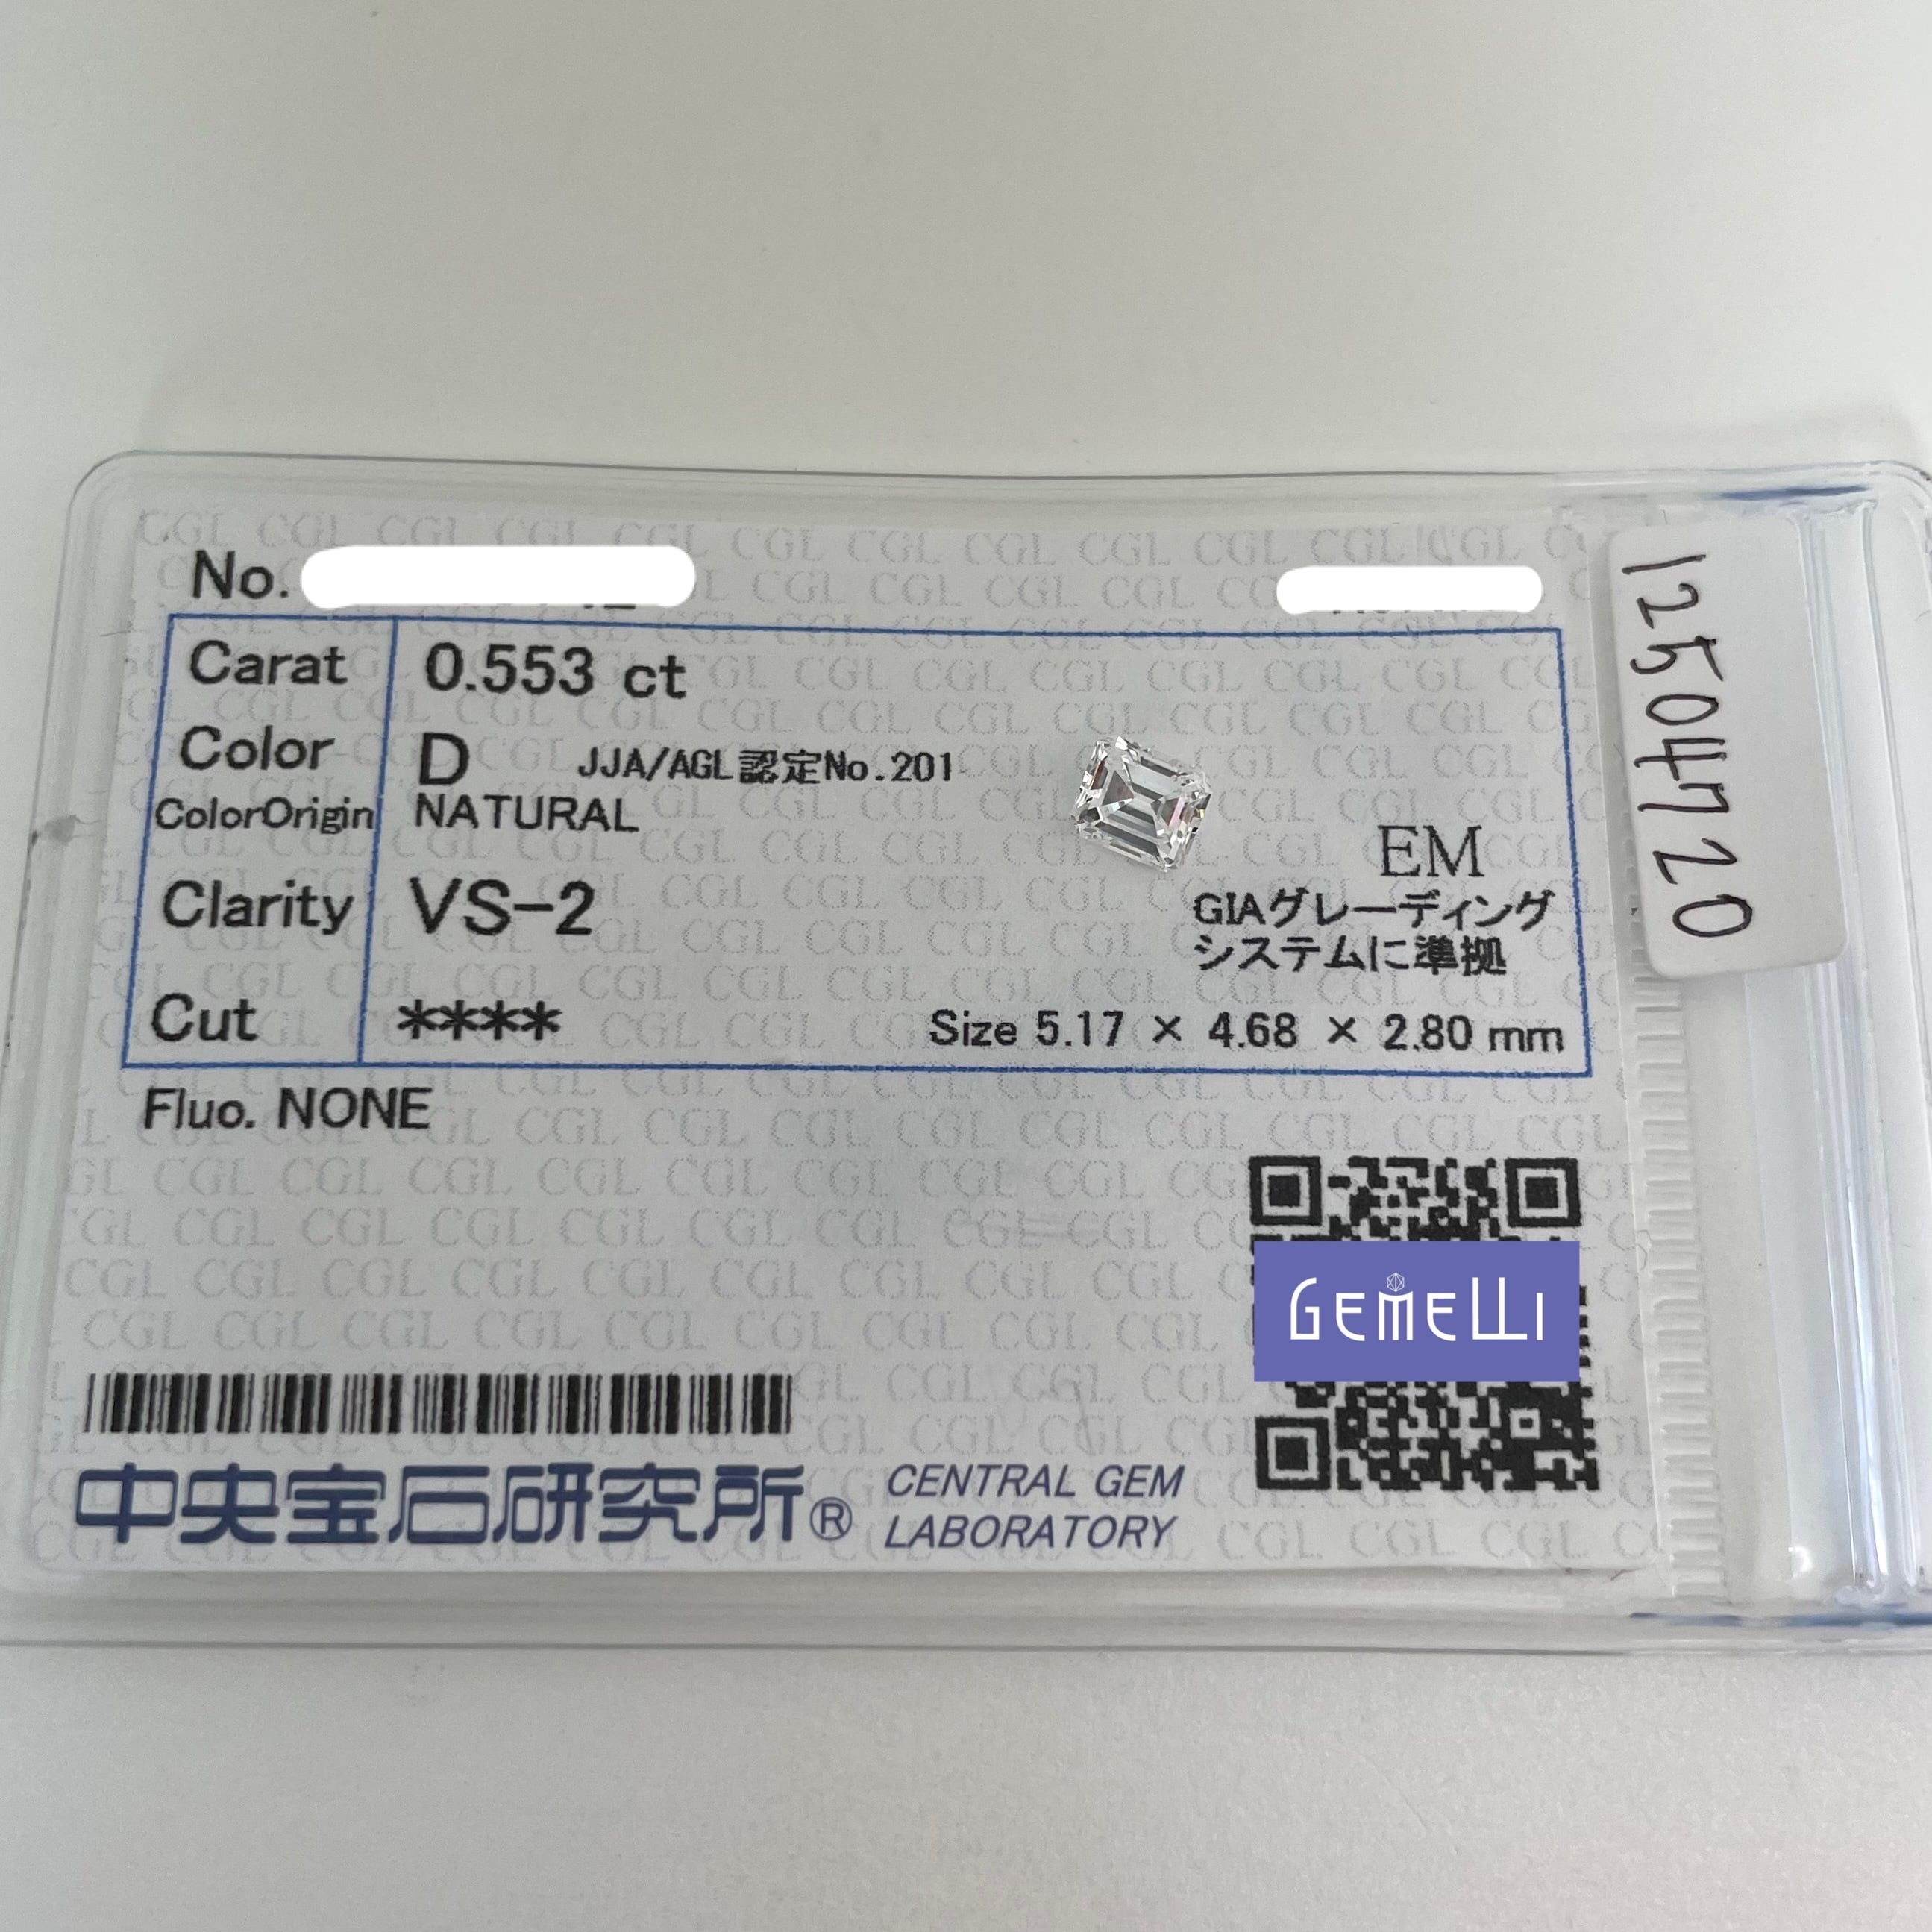 No.
Carat 0.553 ct
Color D JJA/AGL認定No.201
ColorOrigin NATURAL
Clarity VS-2
EM
GIAグレーディング
システムに準拠
Cut ****
Size 5.17 × 4.68 × 2.80 mm
Fluo. NONE
GEMELLI
中央宝石研究所®
CENTRAL GEM
LABORATORY
12504720